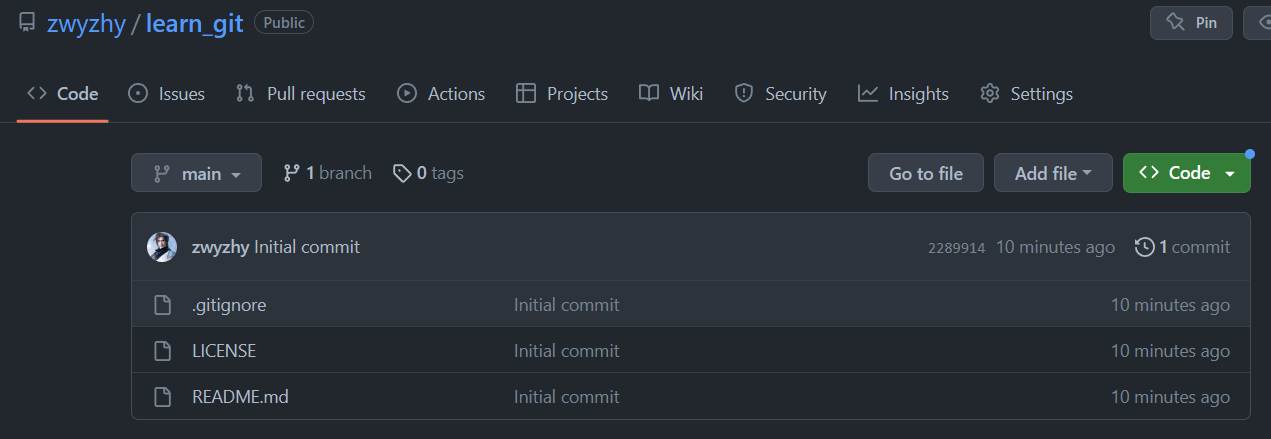 zwyzhy / learn_git Public Pin
Code Issues Pull requests Actions Projects Wiki Security Insights Settings
main 1 branch 0 tags Go to file Add file Code
zwyzhy Initial commit 2289914 10 minutes ago 1 commit
.gitignore Initial commit 10 minutes ago
LICENSE Initial commit 10 minutes ago
README.md Initial commit 10 minutes ago